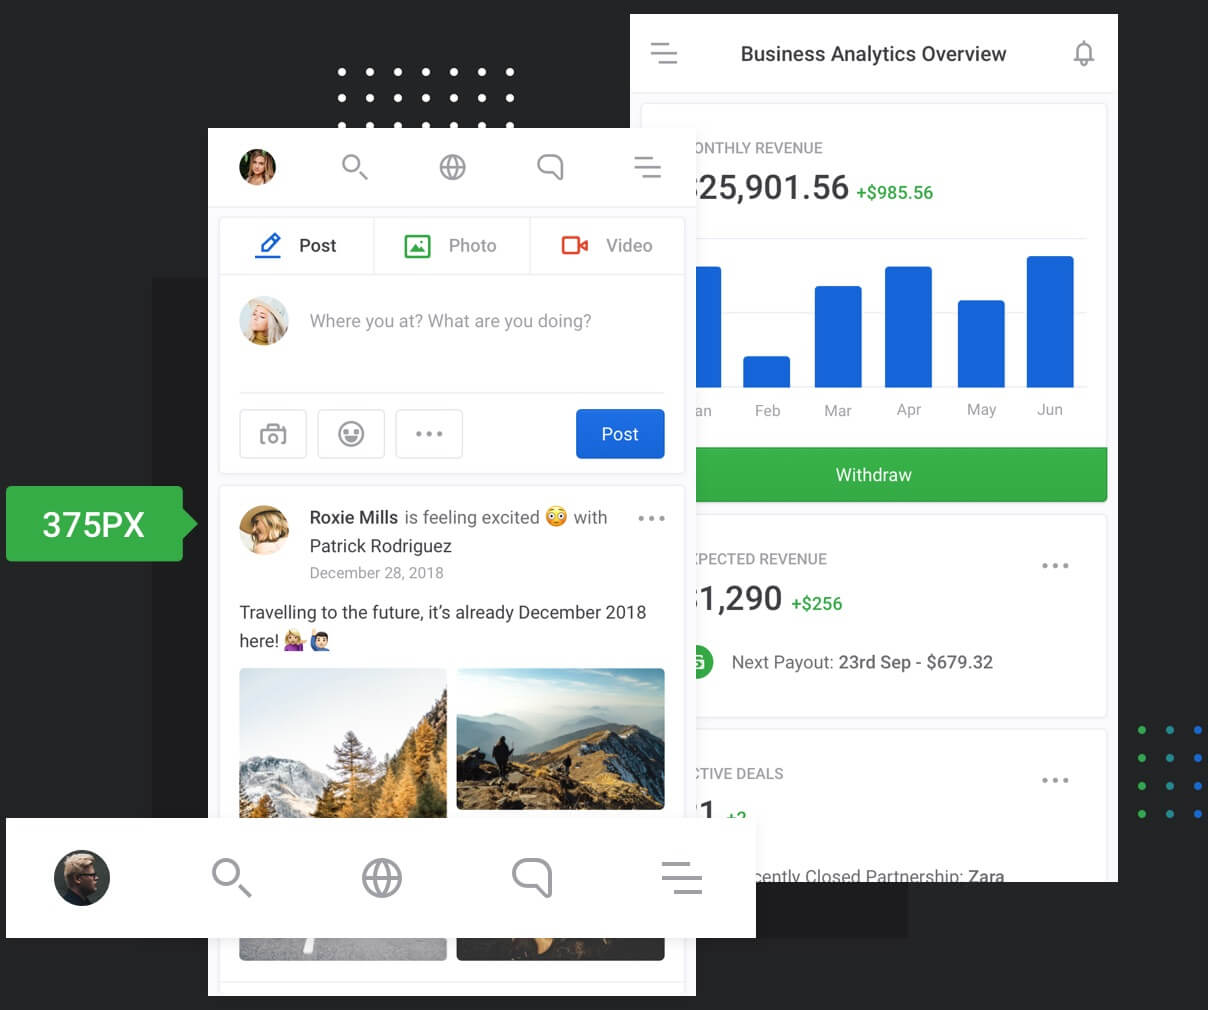 Business Analytics Overview
ONTHLY REVENUE
25,901.56 +$985.56
Feb Mar Apr May Jun
Withdraw
PECTED REVENUE
1,290 +$256
Next Payout: 23rd Sep - $679.32
CTIVE DEALS
+2
cently Closed Partnership: Zara
Post Photo Video
Where you at? What are you doing?
Post
375PX
Roxie Mills is feeling excited 😳 with
Patrick Rodriguez
December 28, 2018
Travelling to the future, it’s already December 2018
here! 💁🏼‍♀️🙋🏻‍♂️